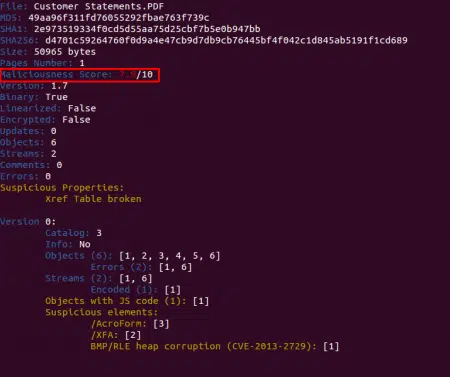 File: Customer Statements.PDF
MD5: 49aa96f311fd76055292fbae763f739c
SHA1: 2e973519334f0cd5d55aa75d25cbf7b5e0b947bb
SHA256: d4701c59264760f0d9a4e47cb9d7db9cb76445bf4f042c1d845ab5191f1cd689
Size: 50965 bytes
Pages Number: 1
Maliciousness Score: /10
Version: 1.7
Binary: True
Linearized: False
Encrypted: False
Updates: 0
Objects: 6
Streams: 2
Comments: 0
Errors: 0
Suspicious Properties:
Xref Table broken
Version 0:
Catalog: 3
Info: No
Objects (6): [1, 2, 3, 4, 5, 6]
Errors (2): [1, 6]
Streams (2): [1, 6]
Encoded (1): [1]
Objects with JS code (1): [1]
Suspicious elements:
/AcroForm: [3]
/XFA: [2]
BMP/RLE heap corruption (CVE-2013-2729): [1]